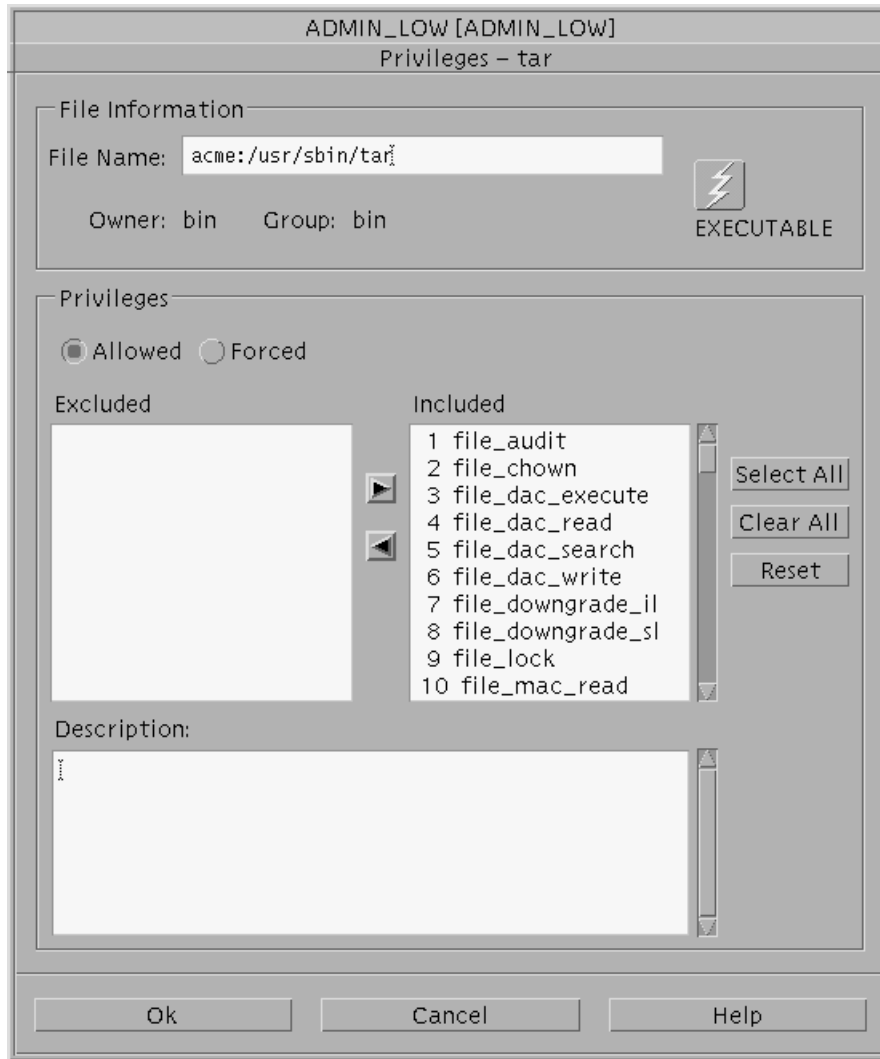 ADMIN_LOW [ADMIN_LOW]
Privileges – tar
File Information
File Name: acme:/usr/sbin/tar
Owner: bin Group: bin
EXECUTABLE
Privileges
Allowed Forced
Excluded
Included
1 file_audit
2 file_chown
3 file_dac_execute
4 file_dac_read
5 file_dac_search
6 file_dac_write
7 file_downgrade_il
8 file_downgrade_sl
9 file_lock
10 file_mac_read
Select All
Clear All
Reset
Description:
Ok Cancel Help